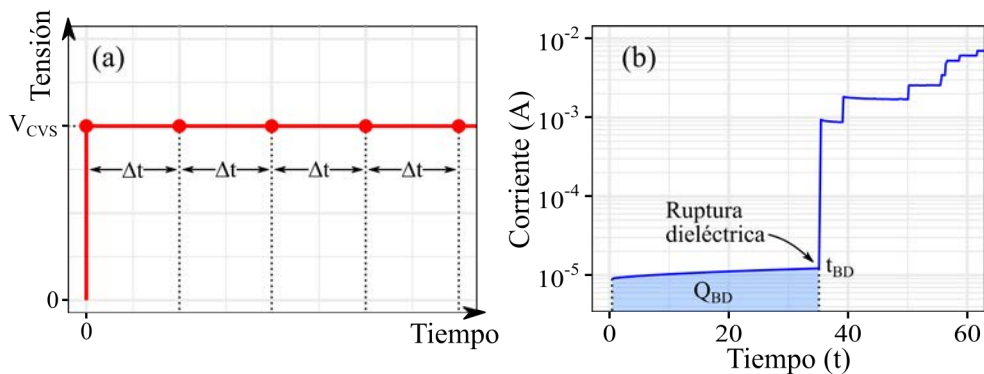 (a)
Tensión
V_CVS
Δt Δt Δt Δt
0
0
Tiempo
(b)
Corriente (A)
10⁻²
10⁻³
10⁻⁴
10⁻⁵
Ruptura
dieléctrica
t_BD
Q_BD
0 20 40 60
Tiempo (t)